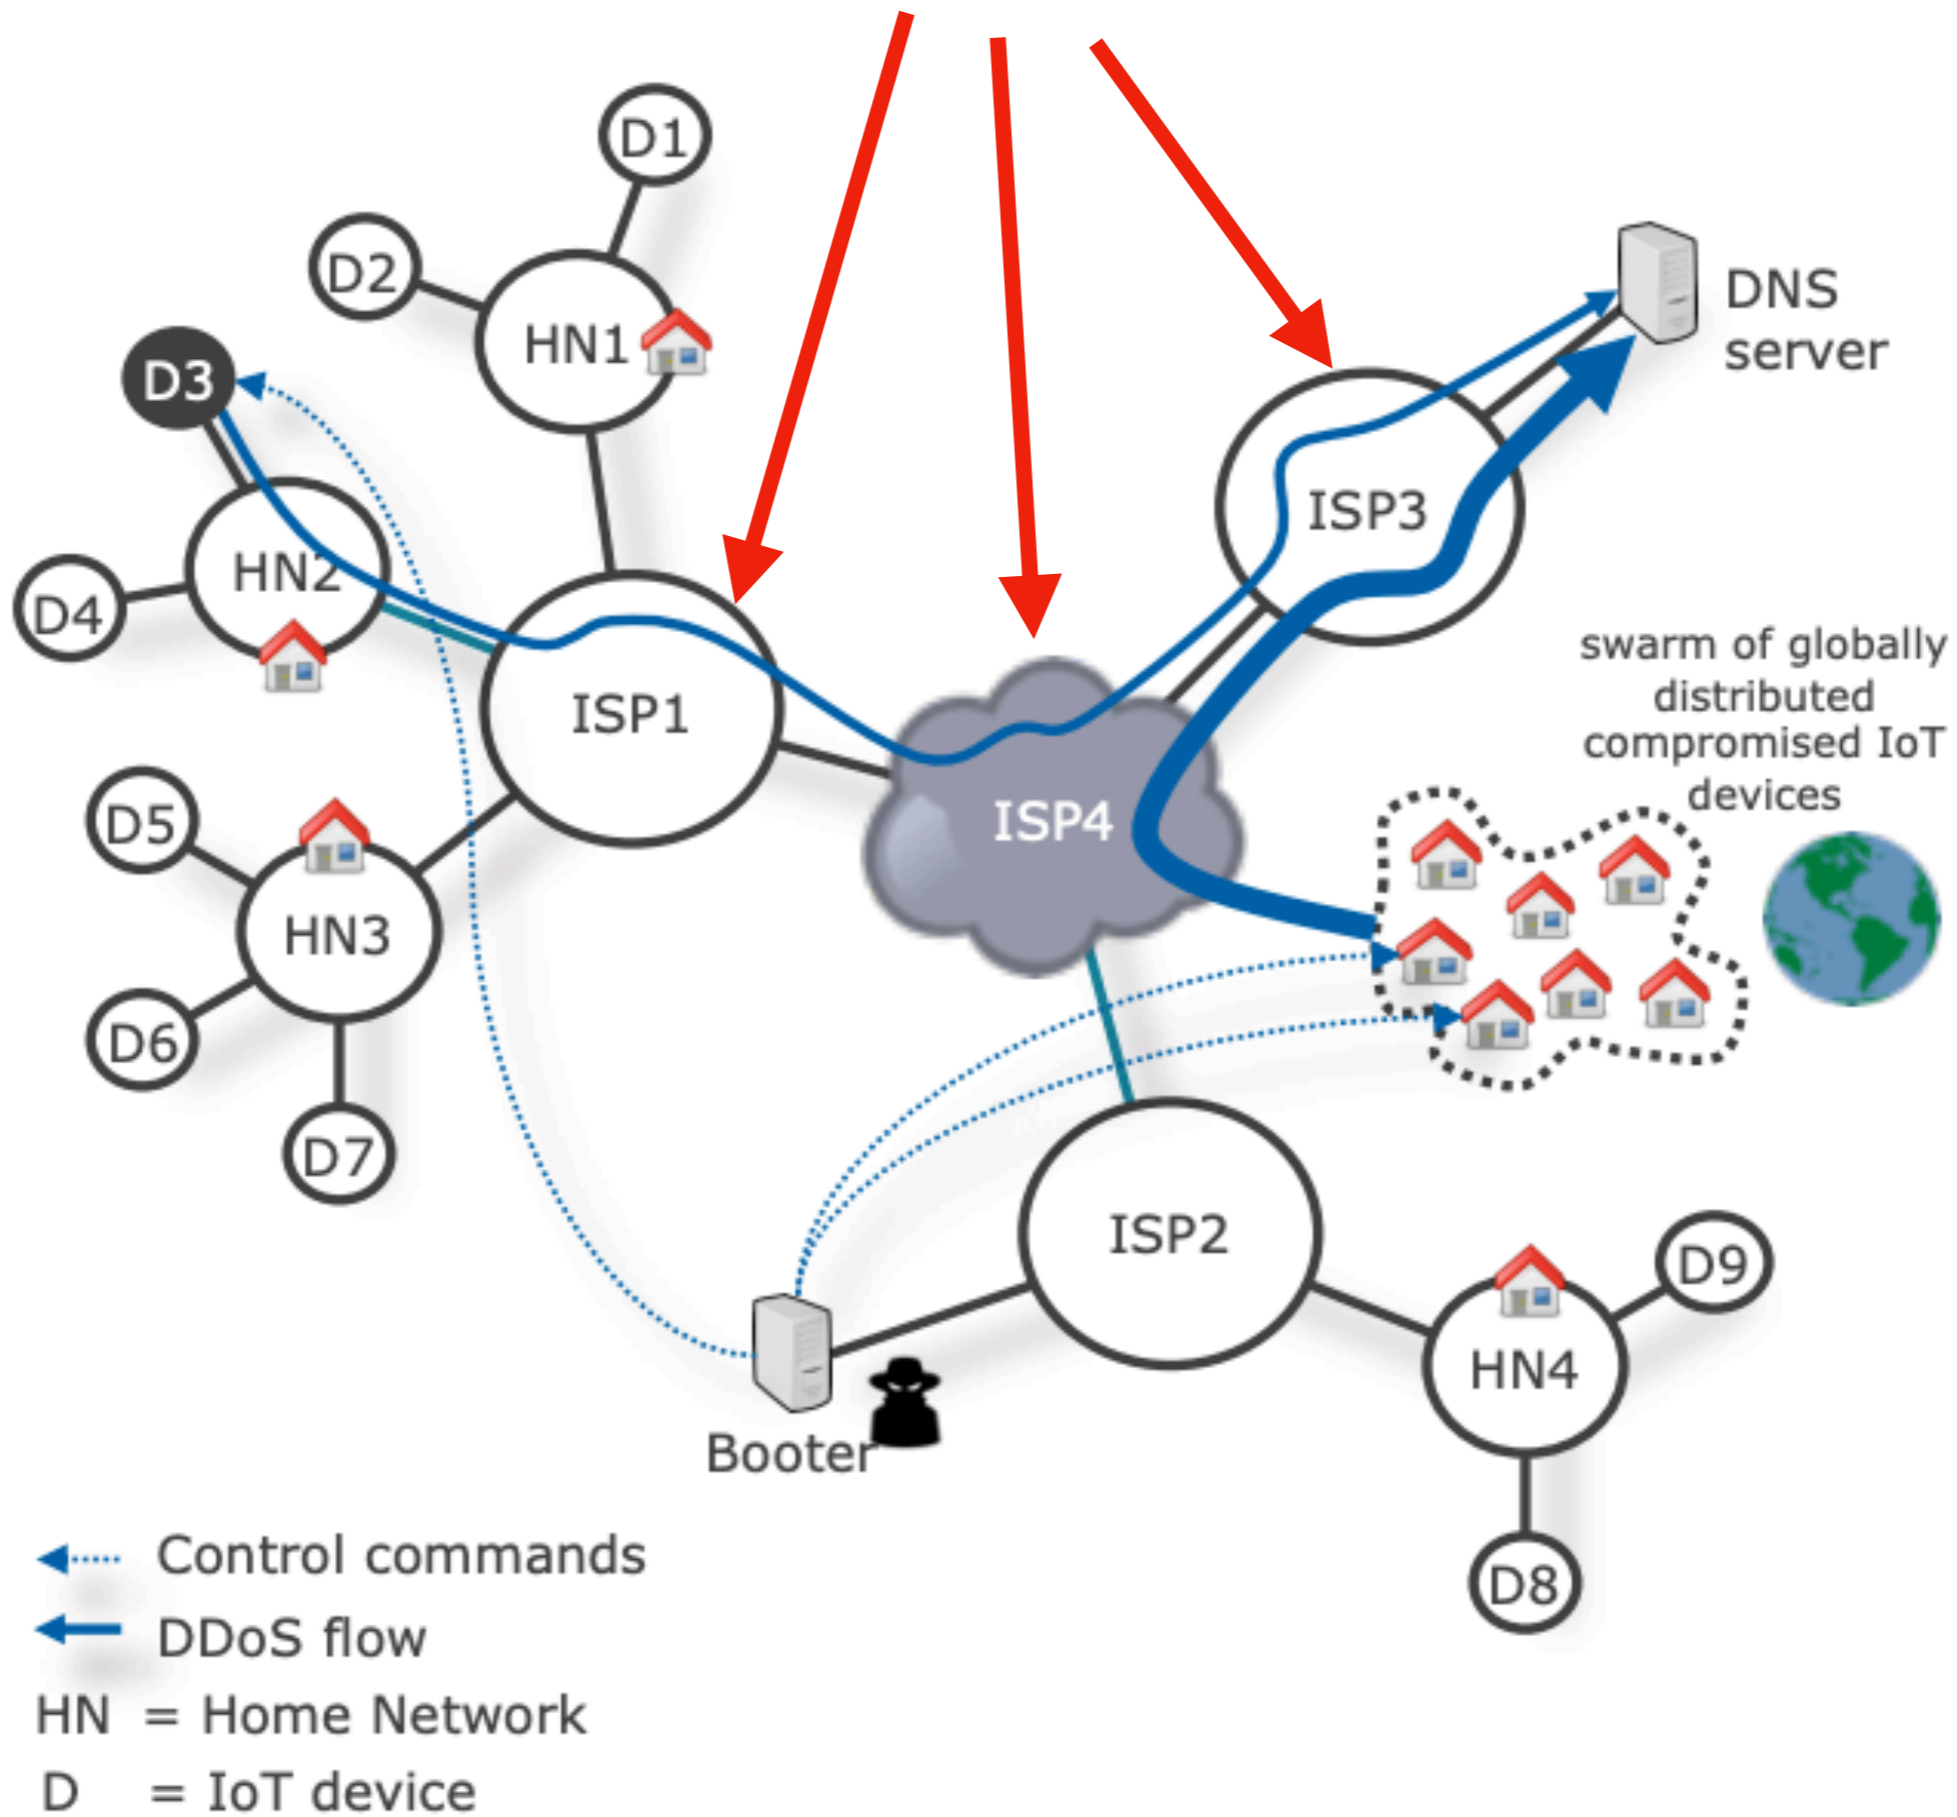 D1
D2
HN1
D3
DNS
server
ISP3
HN2
D4
swarm of globally
distributed
compromised IoT
devices
ISP1
ISP4
D5
HN3
D6
D7
ISP2
D9
HN4
Booter
D8
Control commands
DDoS flow
HN = Home Network
D = IoT device